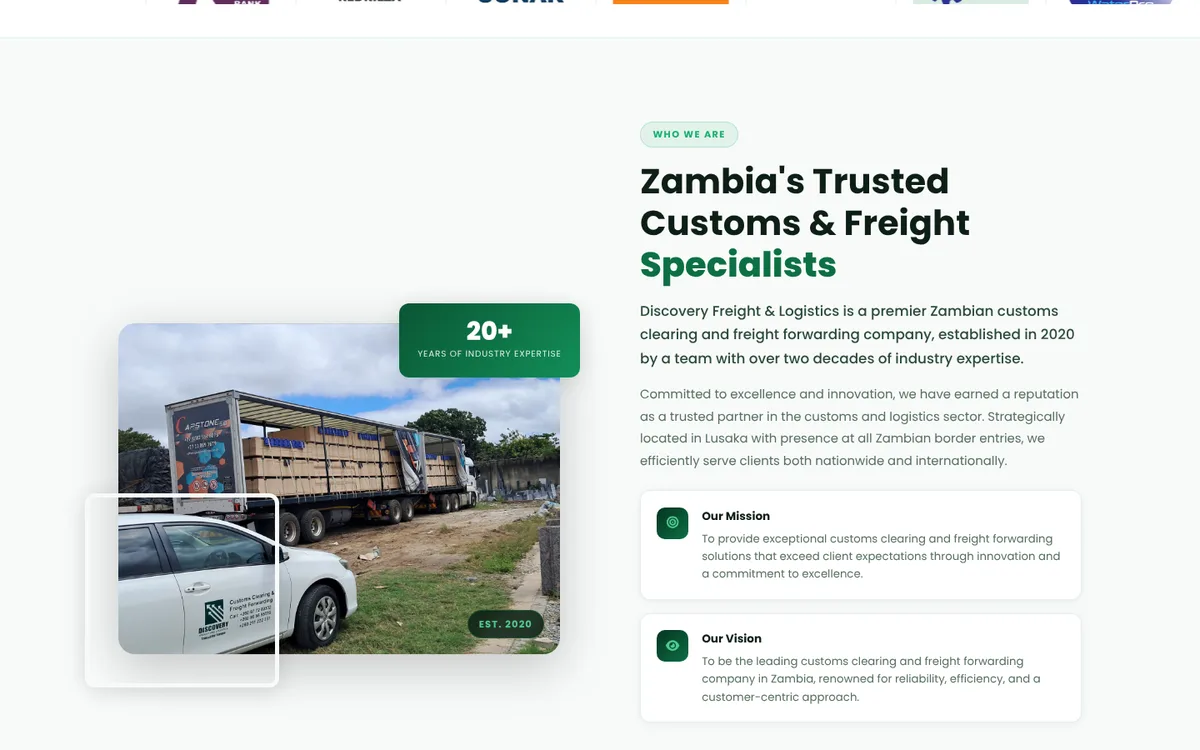 BANK
WHO WE ARE
Zambia's Trusted
Customs & Freight
Specialists
Discovery Freight & Logistics is a premier Zambian customs
clearing and freight forwarding company, established in 2020
by a team with over two decades of industry expertise.
Committed to excellence and innovation, we have earned a reputation
as a trusted partner in the customs and logistics sector. Strategically
located in Lusaka with presence at all Zambian border entries, we
efficiently serve clients both nationwide and internationally.
20+
YEARS OF INDUSTRY EXPERTISE
CAPSTONE
Customs Clearing &
Freight Forwarding
DISCOVERY
EST. 2020
Our Mission
To provide exceptional customs clearing and freight forwarding
solutions that exceed client expectations through innovation and
a commitment to excellence.
Our Vision
To be the leading customs clearing and freight forwarding
company in Zambia, renowned for reliability, efficiency, and a
customer-centric approach.